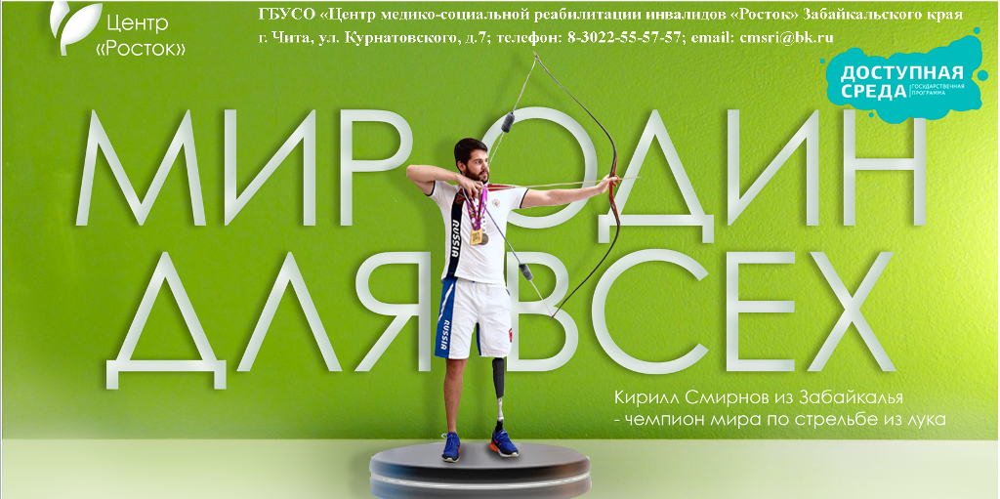 Центр
«Росток»
ГБУСО «Центр медико-социальной реабилитации инвалидов «Росток» Забайкальского края
г. Чита, ул. Курнатовского, д.7; телефон: 8-3022-55-57-57; email: cmsri@bk.ru
ДОСТУПНАЯ
СРЕДА
ГОСУДАРСТВЕННАЯ
ПРОГРАММА
МИР ОДИН
ДЛЯ ВСЕХ
RUSSIA
RUSSIA
Кирилл Смирнов из Забайкалья
- чемпион мира по стрельбе из лука